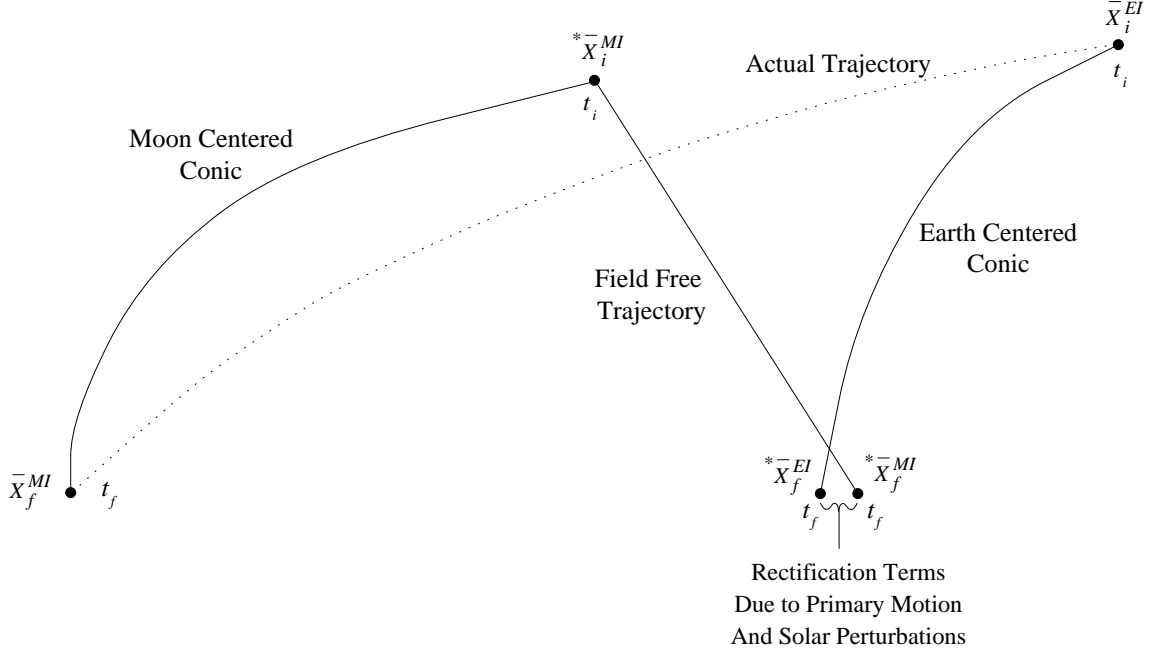 X̄_i^{EI}
*X̄_i^{MI}
Actual Trajectory
t_i
t_i
Moon Centered
Conic
Earth Centered
Conic
Field Free
Trajectory
*X̄_f^{EI}
*X̄_f^{MI}
X̄_f^{MI}
t_f
t_f
t_f
Rectification Terms
Due to Primary Motion
And Solar Perturbations